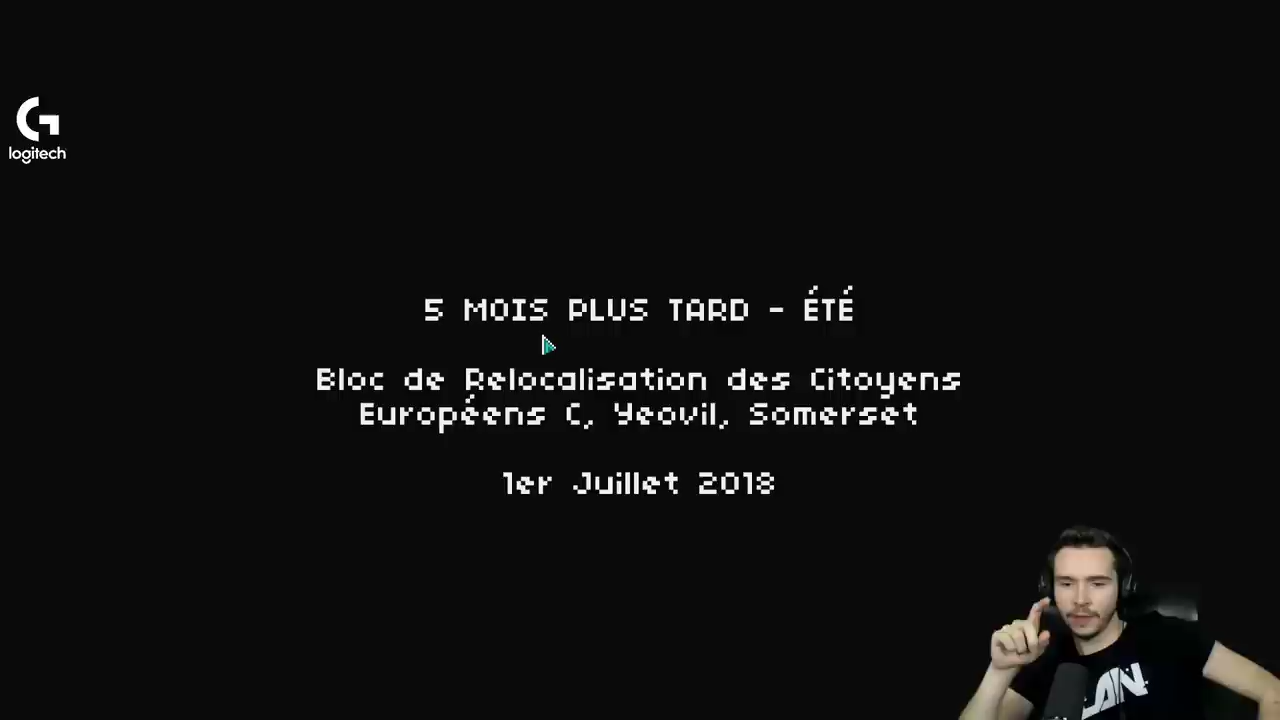 logitech
5 MOIS PLUS TARD - ÉTÉ
Bloc de Relocalisation des Citoyens
Européens C, Yeovil, Somerset
1er Juillet 2018